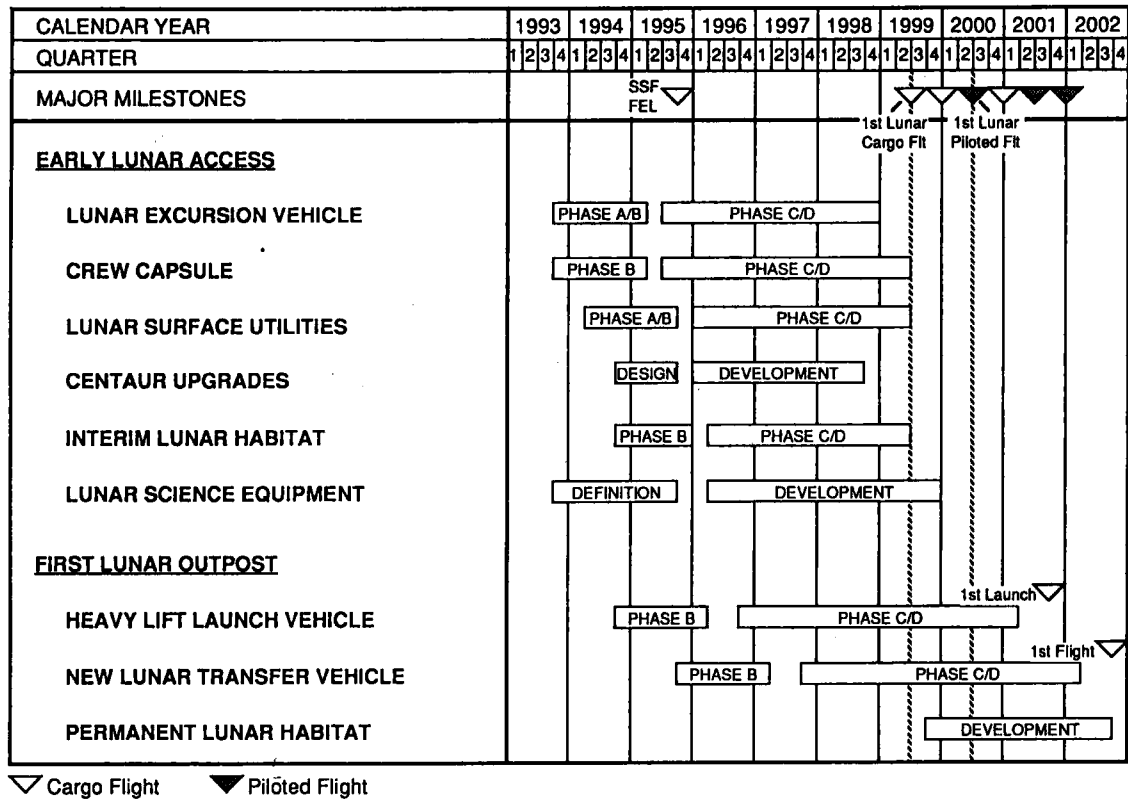 CALENDAR YEAR 1993 1994 1995 1996 1997 1998 1999 2000 2001 2002
QUARTER 1 2 3 4 1 2 3 4 1 2 3 4 1 2 3 4 1 2 3 4 1 2 3 4 1 2 3 4 1 2 3 4 1 2 3 4 1 2 3 4
MAJOR MILESTONES SSF
FEL
1st Lunar 1st Lunar
Cargo Flt Piloted Flt
EARLY LUNAR ACCESS
LUNAR EXCURSION VEHICLE PHASE A/B PHASE C/D
CREW CAPSULE PHASE B PHASE C/D
LUNAR SURFACE UTILITIES PHASE A/B PHASE C/D
CENTAUR UPGRADES DESIGN DEVELOPMENT
INTERIM LUNAR HABITAT PHASE B PHASE C/D
LUNAR SCIENCE EQUIPMENT DEFINITION DEVELOPMENT
FIRST LUNAR OUTPOST
1st Launch
HEAVY LIFT LAUNCH VEHICLE PHASE B PHASE C/D
1st Flight
NEW LUNAR TRANSFER VEHICLE PHASE B PHASE C/D
PERMANENT LUNAR HABITAT DEVELOPMENT
Cargo Flight Piloted Flight